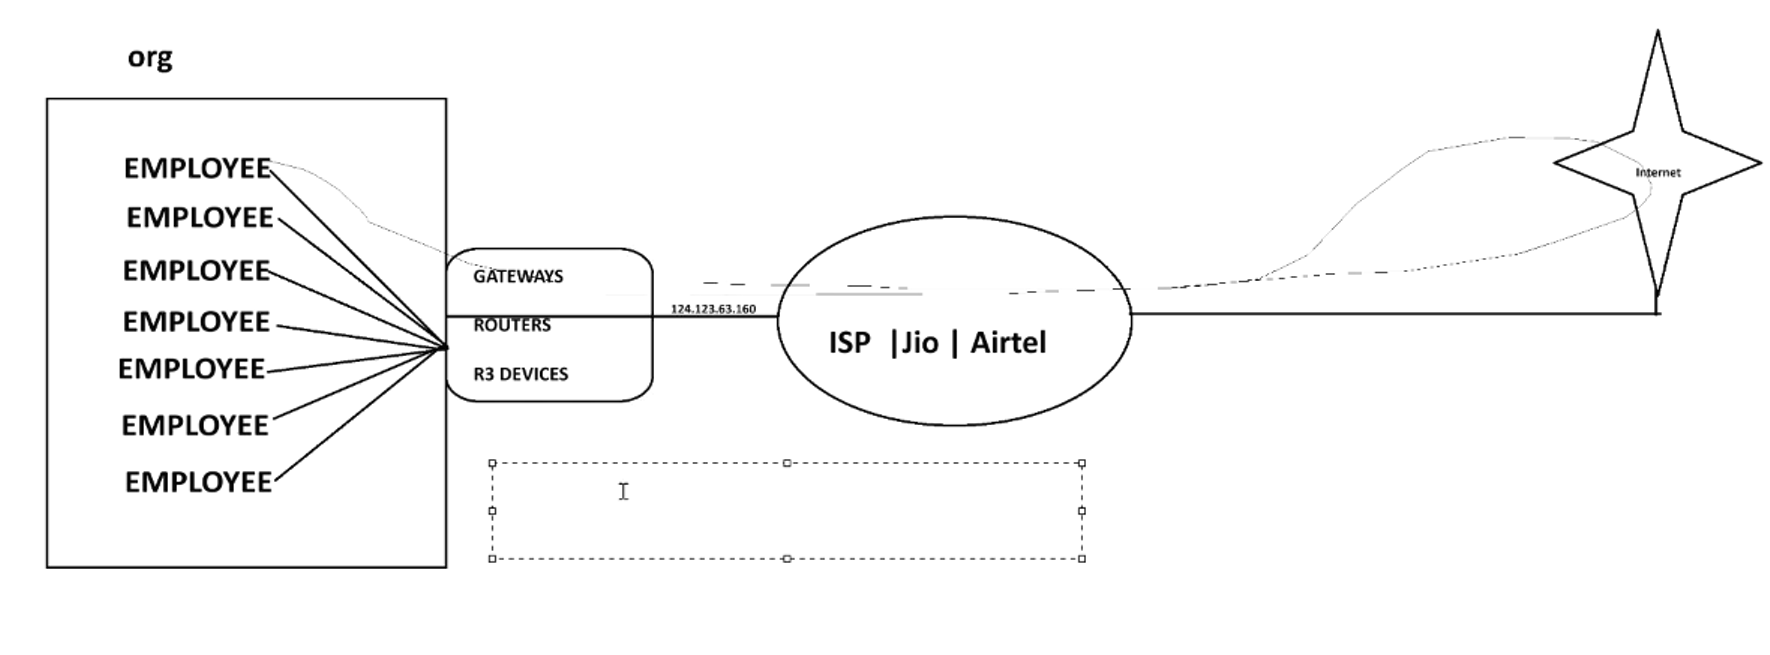 org
EMPLOYEE
EMPLOYEE
EMPLOYEE
EMPLOYEE
EMPLOYEE
EMPLOYEE
EMPLOYEE
GATEWAYS
ROUTERS
R3 DEVICES
124.123.63.160
ISP |Jio | Airtel
Internet